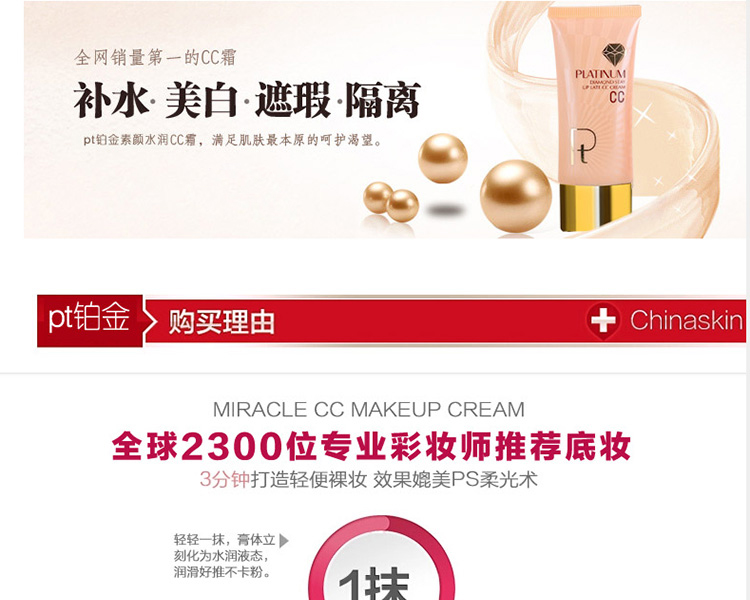 全网销量第一的CC霜
补水·美白·遮瑕·隔离
pt铂金素颜水润CC霜，满足肌肤最本原的呵护渴望。
PLATINUM
DIAMOND STAR
UP LATE CC CREAM
CC
Pt
pt铂金
购买理由
Chinaskin
MIRACLE CC MAKEUP CREAM
全球2300位专业彩妆师推荐底妆
3分钟打造轻便裸妆 效果媲美PS柔光术
轻轻一抹，膏体立
刻化为水润液态，
润滑好推不卡粉。
1抹